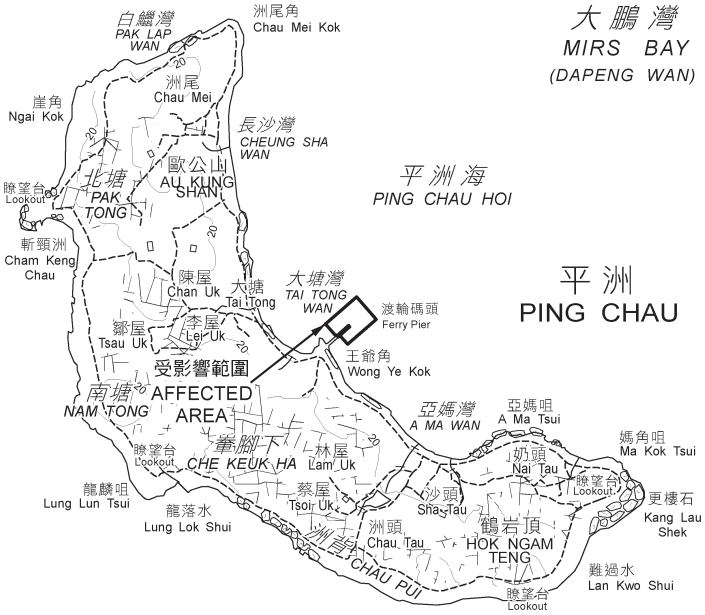 大鵬灣
MIRS BAY
(DAPENG WAN)
白鱲灣
PAK LAP
WAN
洲尾角
Chau Mei Kok
洲尾
Chau Mei
20
崖角
Ngai Kok
20
長沙灣
CHEUNG SHA
WAN
歐公山
AU KUNG
SHAN
北塘
PAK
TONG
瞭望台
Lookout
平洲海
PING CHAU HOI
斬頸洲
Cham Keng
Chau
20
陳屋
Chan Uk
大塘
Tai Tong
大塘灣
TAI TONG
WAN
渡輪碼頭
Ferry Pier
平洲
PING CHAU
鄒屋
Tsau Uk
李屋
Lei Uk
王爺角
Wong Ye Kok
受影響範圍
AFFECTED
AREA
南塘
NAM TONG
20
亞媽灣
A MA WAN
亞媽咀
A Ma Tsui
媽角咀
Ma Kok Tsui
瞭望台
Lookout
輋腳下
CHE KEUK HA
林屋
Lam Uk
20
奶頭
Nai Tau
瞭望台
Lookout
龍麟咀
Lung Lun Tsui
龍落水
Lung Lok Shui
蔡屋
Tsoi Uk
沙頭
Sha Tau
更樓石
Kang Lau
Shek
洲背
CHAU PUI
洲頭
Chau Tau
鶴岩頂
HOK NGAM
TENG
難過水
Lan Kwo Shui
瞭望台
Lookout